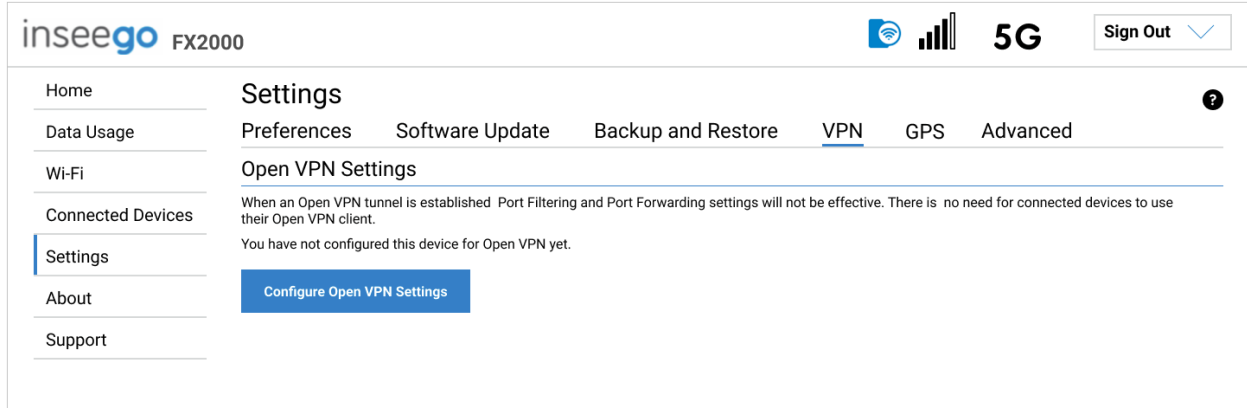 inseego FX2000
5G
Sign Out
Home
Data Usage
Wi-Fi
Connected Devices
Settings
About
Support
Settings
?
Preferences Software Update Backup and Restore VPN GPS Advanced
Open VPN Settings
When an Open VPN tunnel is established Port Filtering and Port Forwarding settings will not be effective. There is no need for connected devices to use
their Open VPN client.
You have not configured this device for Open VPN yet.
Configure Open VPN Settings